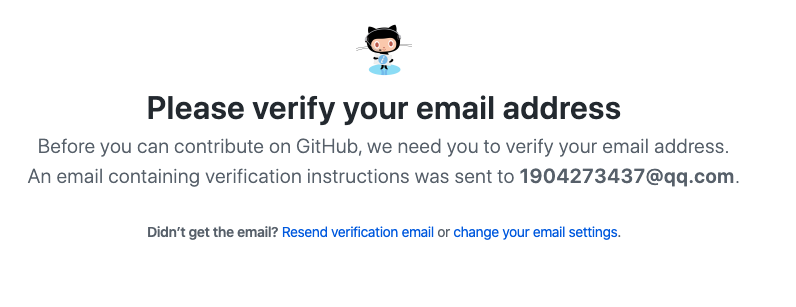 Please verify your email address
Before you can contribute on GitHub, we need you to verify your email address.
An email containing verification instructions was sent to 1904273437@qq.com.
Didn’t get the email? Resend verification email or change your email settings.